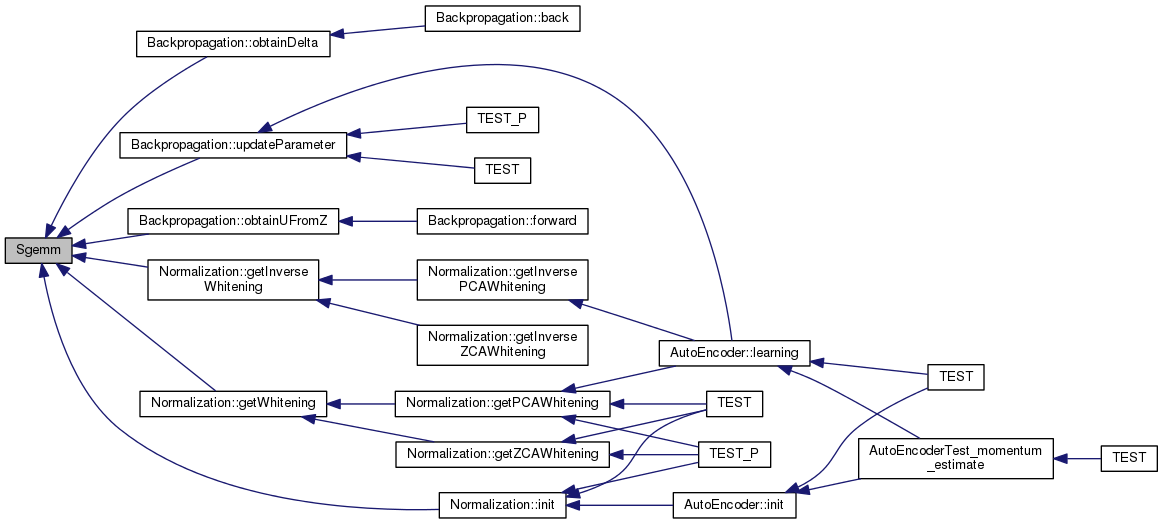 Backpropagation::back
Backpropagation::obtainDelta
TEST_P
Backpropagation::updateParameter
TEST
Backpropagation::obtainUFromZ
Backpropagation::forward
Sgemm
Normalization::getInverse
Whitening
Normalization::getInverse
PCAWhitening
Normalization::getInverse
ZCAWhitening
AutoEncoder::learning
TEST
Normalization::getWhitening
Normalization::getPCAWhitening
TEST
Normalization::getZCAWhitening
TEST_P
AutoEncoderTest_momentum
_estimate
TEST
Normalization::init
AutoEncoder::init